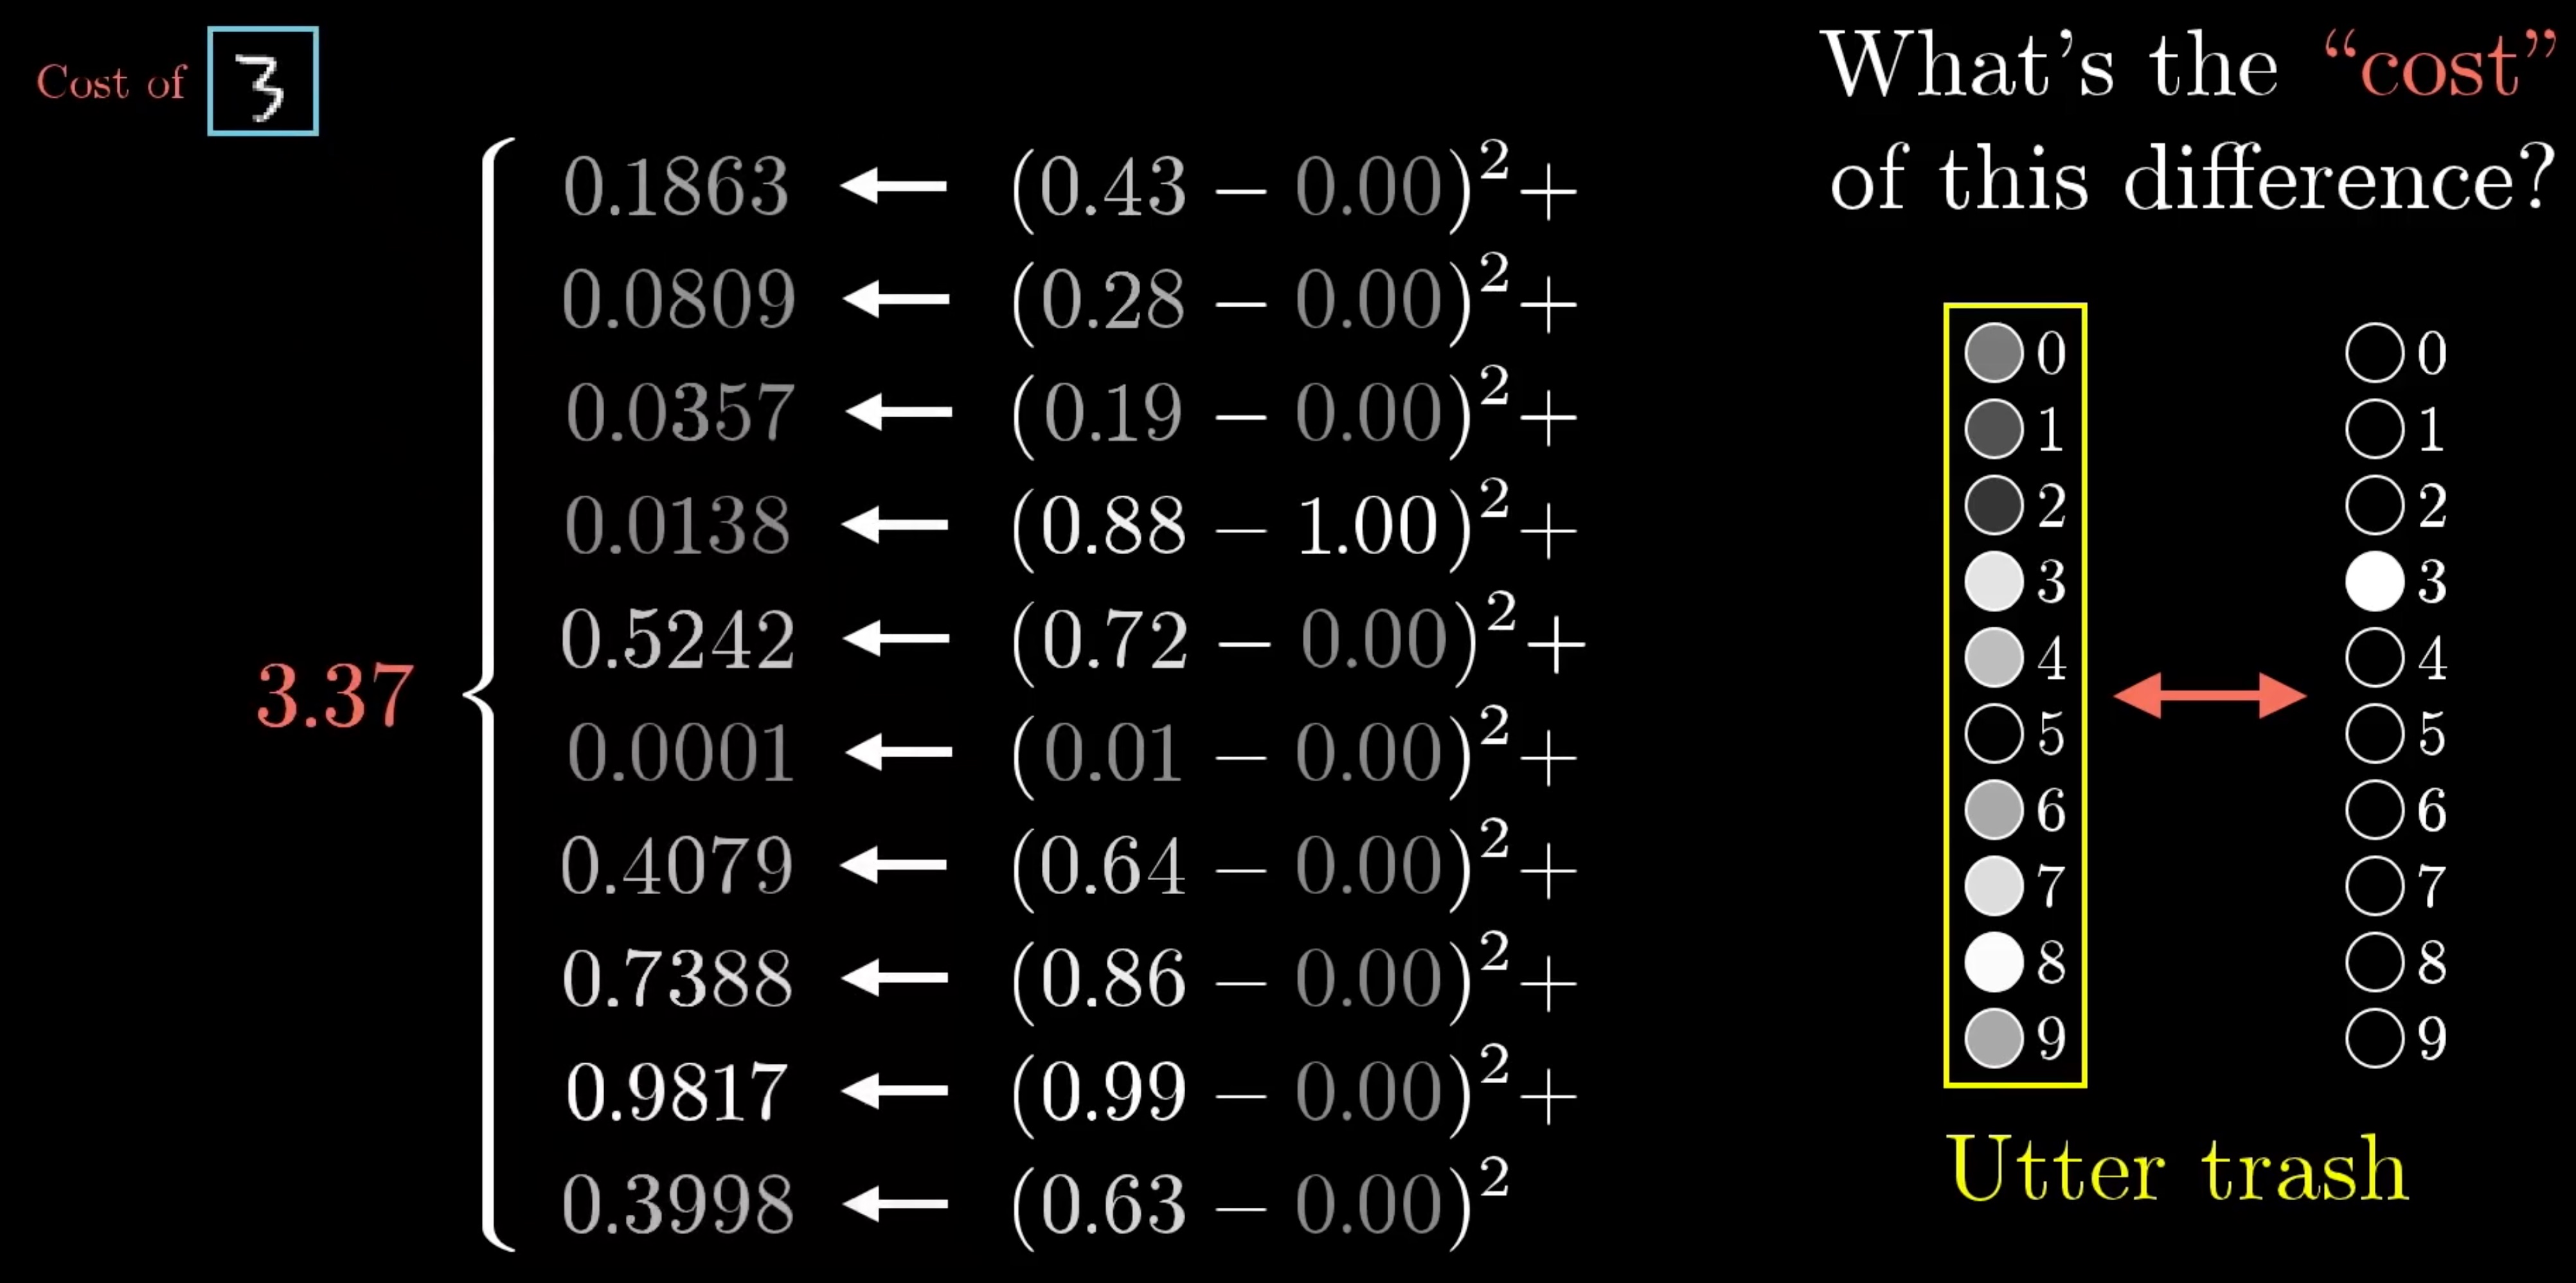 Cost of 3
What's the “cost”
of this difference?
0.1863 ← (0.43 − 0.00)² +
0.0809 ← (0.28 − 0.00)² +
0.0357 ← (0.19 − 0.00)² +
0.0138 ← (0.88 − 1.00)² +
0.5242 ← (0.72 − 0.00)² +
3.37
0.0001 ← (0.01 − 0.00)² +
0.4079 ← (0.64 − 0.00)² +
0.7388 ← (0.86 − 0.00)² +
0.9817 ← (0.99 − 0.00)² +
0.3998 ← (0.63 − 0.00)²
0 0
1 1
2 2
3 3
4 4
5 5
6 6
7 7
8 8
9 9
Utter trash